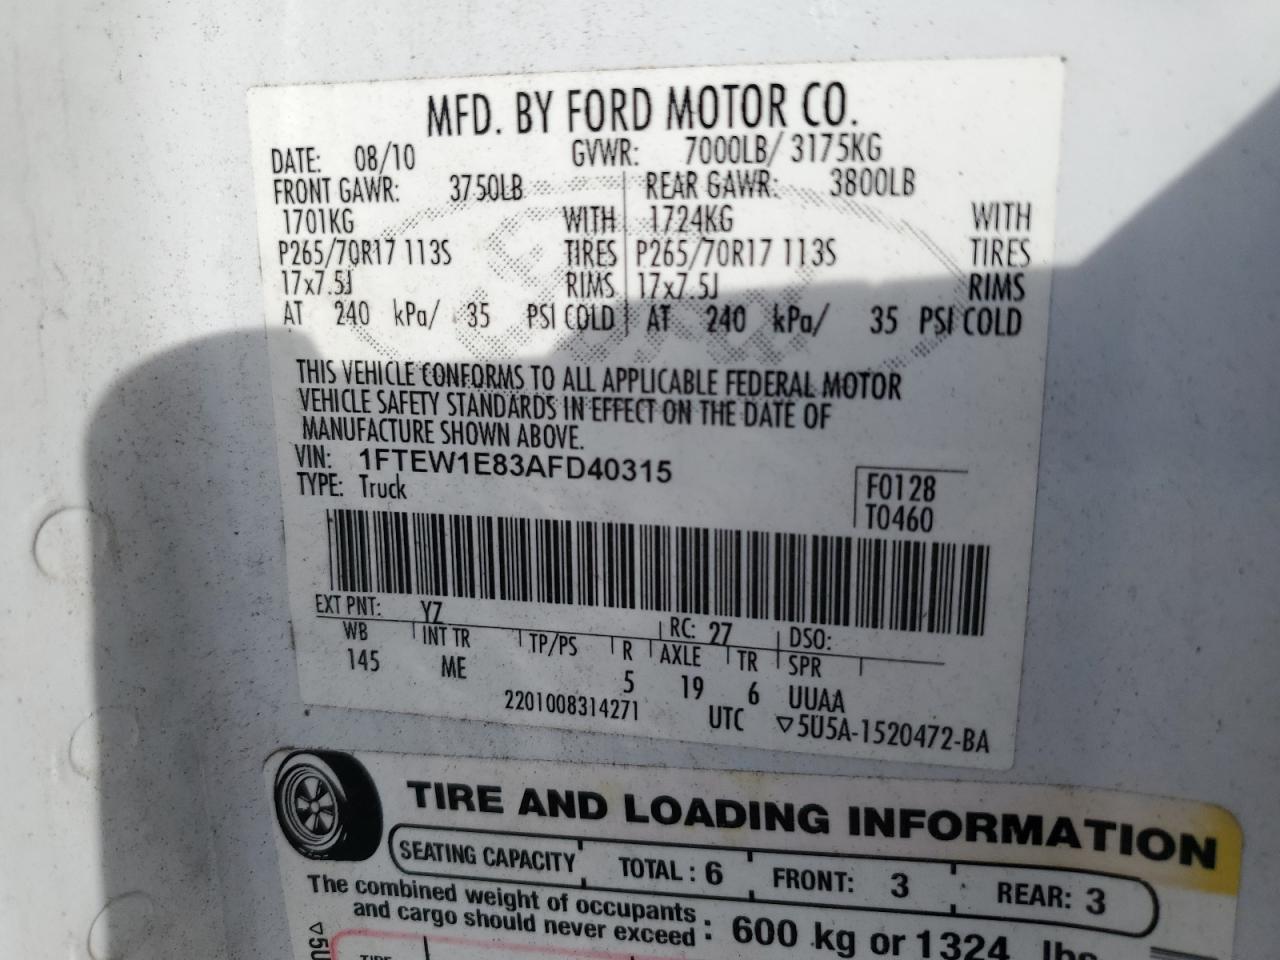 MFD. BY FORD MOTOR CO.
DATE: 08/10 GVWR: 7000LB/ 3175KG
FRONT GAWR: 3750LB REAR GAWR: 3800LB
1701KG WITH 1724KG WITH
P265/70R17 113S TIRES P265/70R17 113S TIRES
17x7.5J RIMS 17x7.5J RIMS
AT 240 kPa/ 35 PSI COLD AT 240 kPa/ 35 PSI COLD
THIS VEHICLE CONFORMS TO ALL APPLICABLE FEDERAL MOTOR
VEHICLE SAFETY STANDARDS IN EFFECT ON THE DATE OF
MANUFACTURE SHOWN ABOVE.
VIN: 1FTEW1E83AFD40315
TYPE: Truck
F0128
T0460
EXT PNT: YZ RC: 27 DSO:
WB INT TR TP/PS R AXLE TR SPR
145 ME 5 19 6 UUAA
2201008314271 UTC ▽5U5A-1520472-BA
TIRE AND LOADING INFORMATION
SEATING CAPACITY TOTAL: 6 FRONT: 3 REAR: 3
The combined weight of occupants
and cargo should never exceed : 600 kg or 1324 lbs
▽5U
TIRE